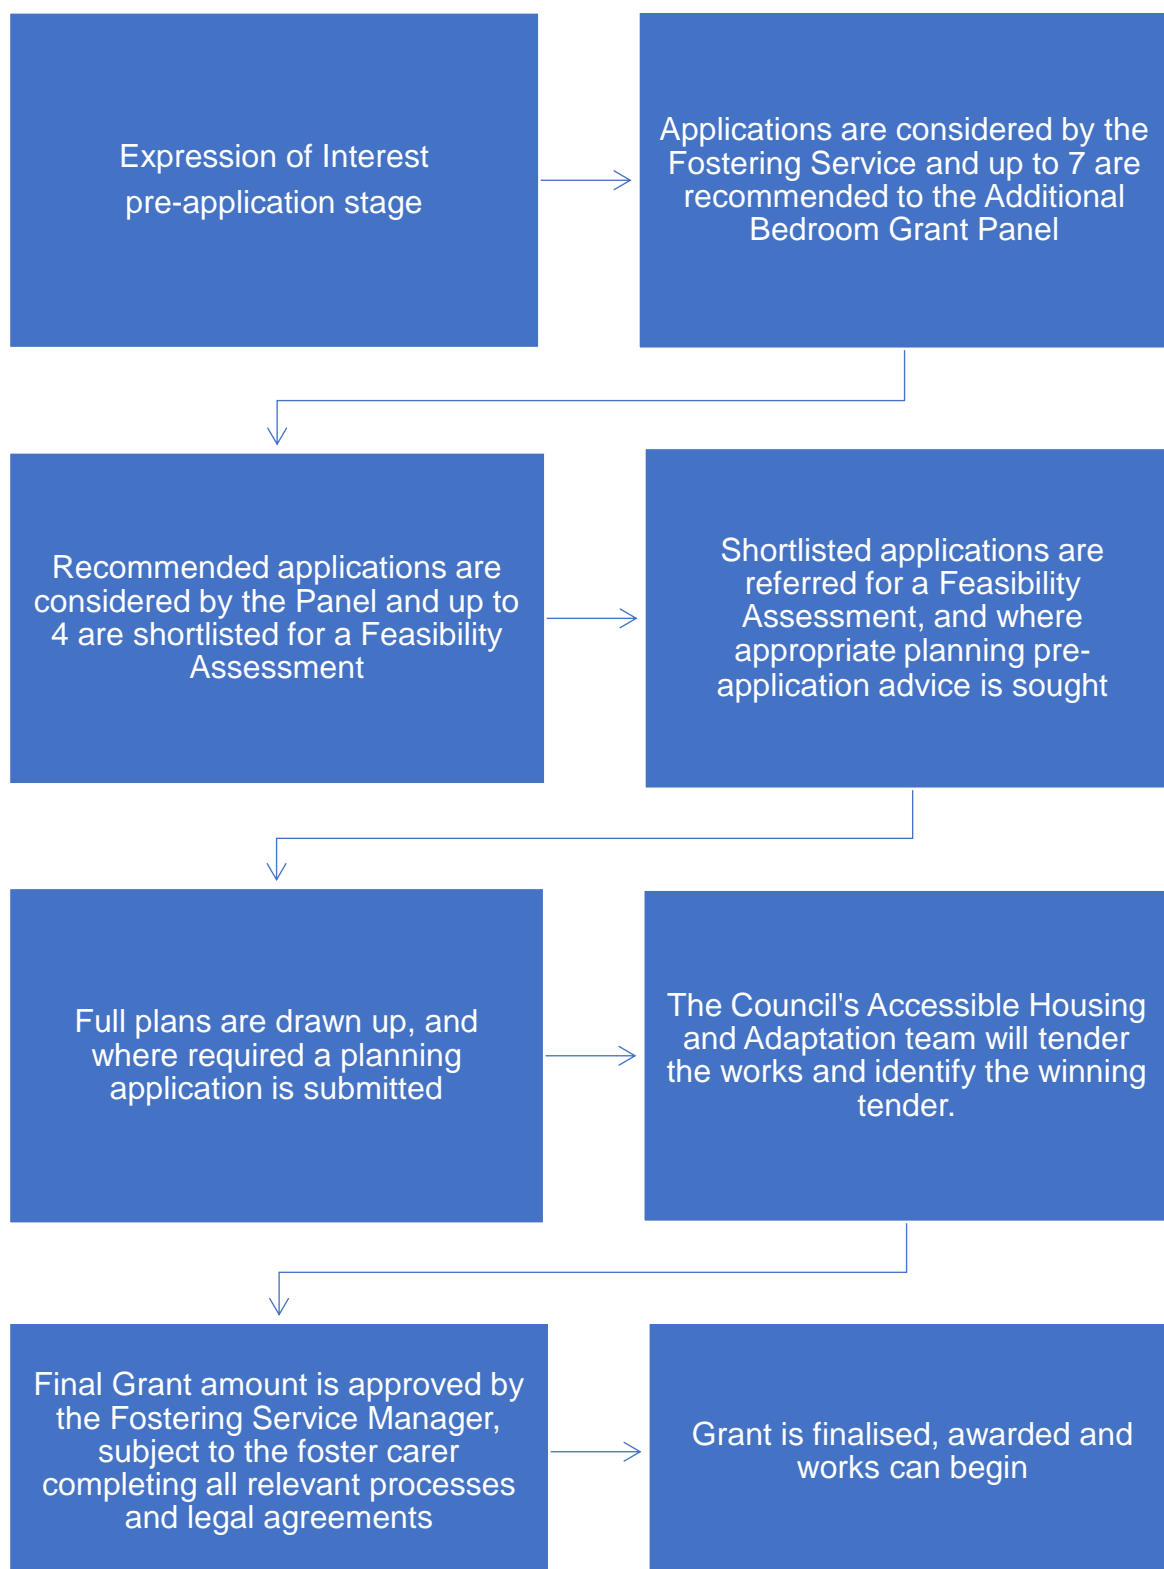 Expression of Interest
pre-application stage
Applications are considered by the
Fostering Service and up to 7 are
recommended to the Additional
Bedroom Grant Panel
Recommended applications are
considered by the Panel and up to
4 are shortlisted for a Feasibility
Assessment
Shortlisted applications are
referred for a Feasibility
Assessment, and where
appropriate planning pre-
application advice is sought
Full plans are drawn up, and
where required a planning
application is submitted
The Council's Accessible Housing
and Adaptation team will tender
the works and identify the winning
tender.
Final Grant amount is approved by
the Fostering Service Manager,
subject to the foster carer
completing all relevant processes
and legal agreements
Grant is finalised, awarded and
works can begin